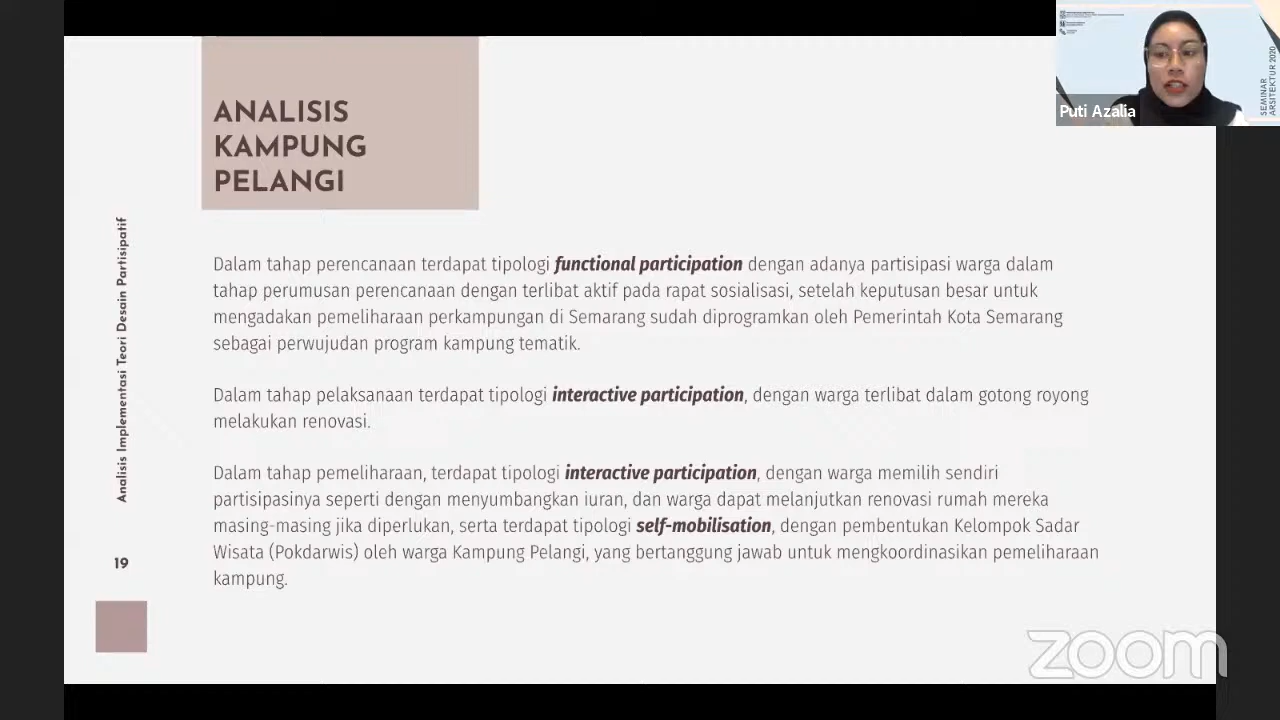 ANALISIS
KAMPUNG
PELANGI
Dalam tahap perencanaan terdapat tipologi functional participation dengan adanya partisipasi warga dalam
tahap perumusan perencanaan dengan terlibat aktif pada rapat sosialisasi, setelah keputusan besar untuk
mengadakan pemeliharaan perkampungan di Semarang sudah diprogramkan oleh Pemerintah Kota Semarang
sebagai perwujudan program kampung tematik.
Dalam tahap pelaksanaan terdapat tipologi interactive participation, dengan warga terlibat dalam gotong royong
melakukan renovasi.
Dalam tahap pemeliharaan, terdapat tipologi interactive participation, dengan warga memilih sendiri
partisipasinya seperti dengan menyumbangkan iuran, dan warga dapat melanjutkan renovasi rumah mereka
masing-masing jika diperlukan, serta terdapat tipologi self-mobilisation, dengan pembentukan Kelompok Sadar
Wisata (Pokdarwis) oleh warga Kampung Pelangi, yang bertanggung jawab untuk mengkoordinasikan pemeliharaan
kampung.
Analisis Implementasi Teori Desain Partisipatif
19
Puti Azalia
SEMINAR
ARSITEKTUR 2020
zoom